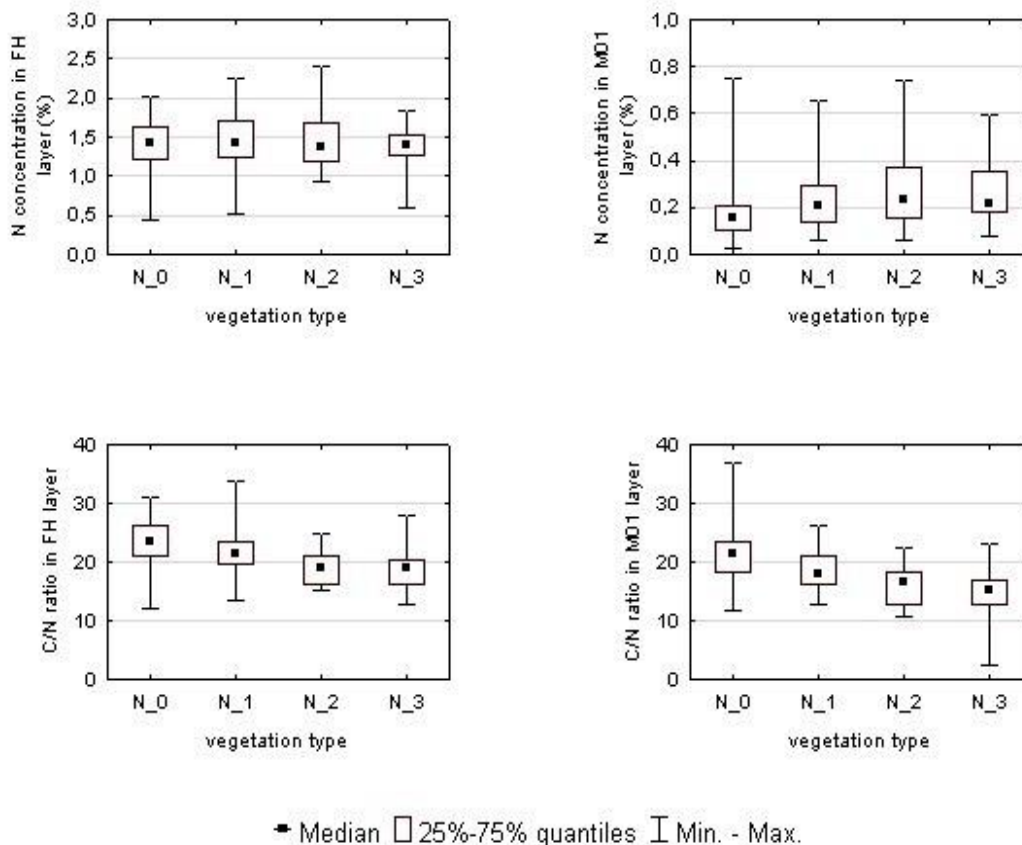 N concentration in FH
layer (%)
3,0
2,5
2,0
1,5
1,0
0,5
0,0
N_0 N_1 N_2 N_3
vegetation type
N concentration in M01
layer (%)
1,0
0,8
0,6
0,4
0,2
0,0
N_0 N_1 N_2 N_3
vegetation type
C/N ratio in FH layer
40
30
20
10
0
N_0 N_1 N_2 N_3
vegetation type
C/N ratio in M01 layer
40
30
20
10
0
N_0 N_1 N_2 N_3
vegetation type
Median 25%-75% quantiles Min. - Max.